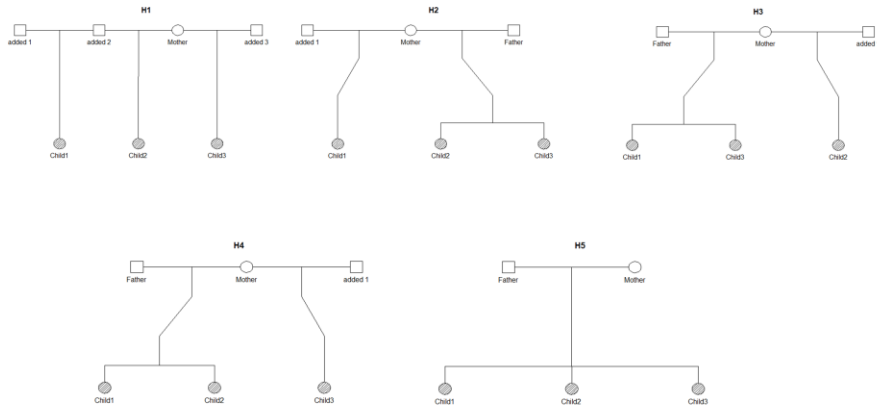 H1
added 1 added 2 Mother added 3
Child1 Child2 Child3
H2
added 1 Mother Father
Child1 Child2 Child3
H3
Father Mother added
Child1 Child3 Child2
H4
Father Mother added 1
Child1 Child2 Child3
H5
Father Mother
Child1 Child2 Child3